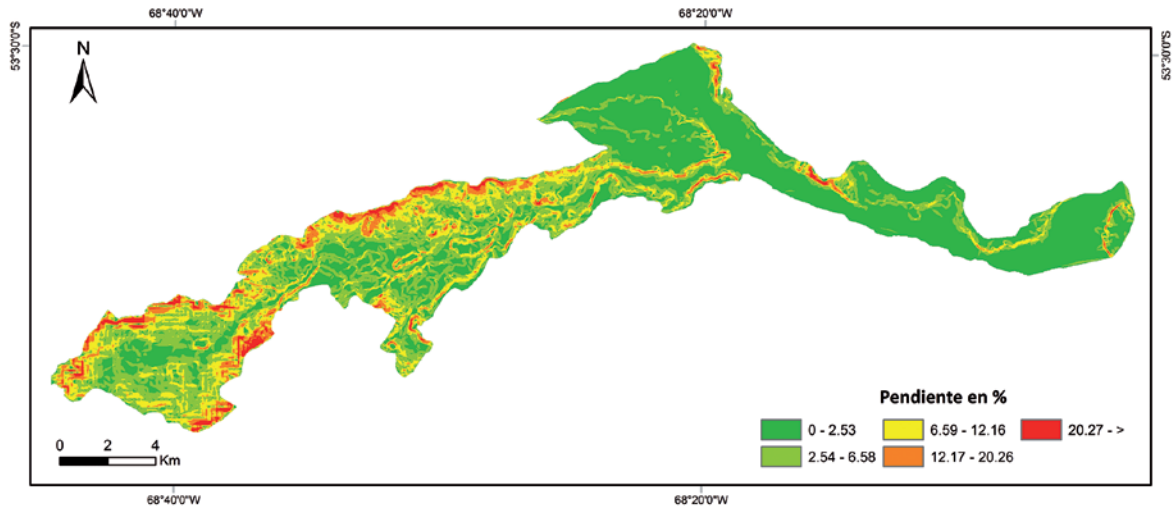 68°40'0"W
68°20'0"W
53°30'0"S
53°30'0"S
N
Pendiente en %
0 - 2.53
6.59 - 12.16
20.27 - >
2.54 - 6.58
12.17 - 20.26
0 2 4
Km
68°40'0"W
68°20'0"W